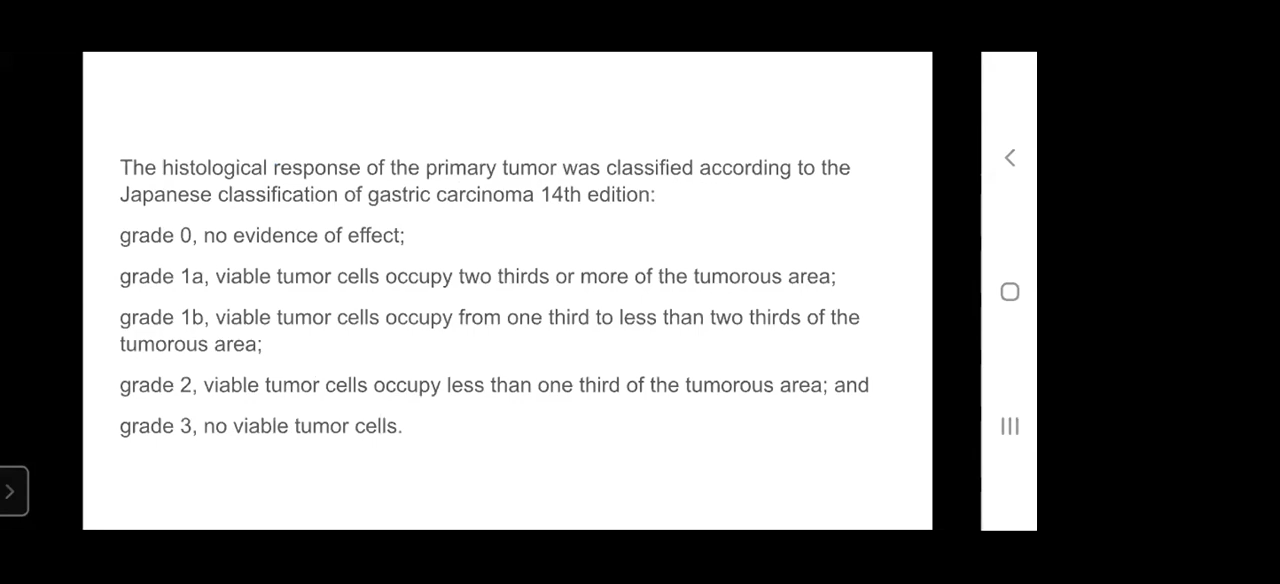 The histological response of the primary tumor was classified according to the
Japanese classification of gastric carcinoma 14th edition:
grade 0, no evidence of effect;
grade 1a, viable tumor cells occupy two thirds or more of the tumorous area;
grade 1b, viable tumor cells occupy from one third to less than two thirds of the
tumorous area;
grade 2, viable tumor cells occupy less than one third of the tumorous area; and
grade 3, no viable tumor cells.